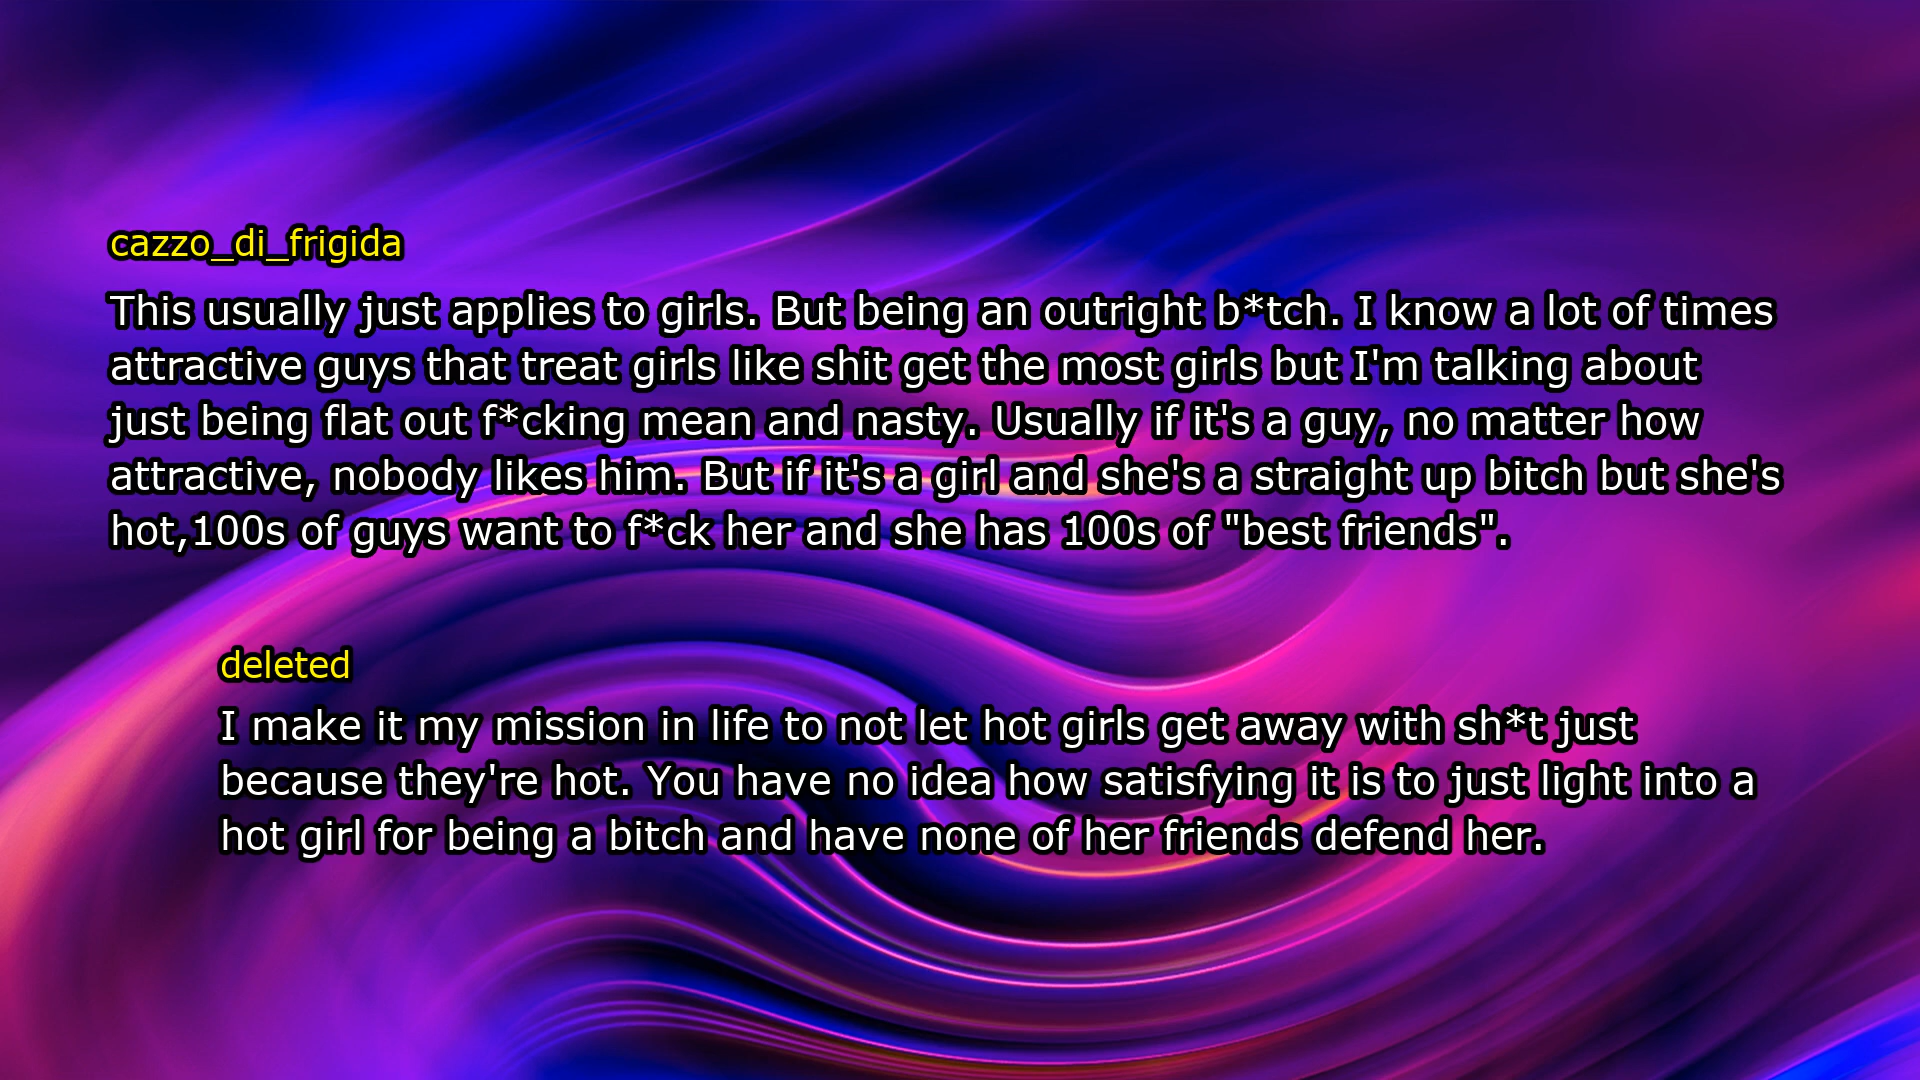 cazzo_di_frigida
This usually just applies to girls. But being an outright b*tch. I know a lot of times
attractive guys that treat girls like shit get the most girls but I'm talking about
just being flat out f*cking mean and nasty. Usually if it's a guy, no matter how
attractive, nobody likes him. But if it's a girl and she's a straight up bitch but she's
hot,100s of guys want to f*ck her and she has 100s of "best friends".
deleted
I make it my mission in life to not let hot girls get away with sh*t just
because they're hot. You have no idea how satisfying it is to just light into a
hot girl for being a bitch and have none of her friends defend her.